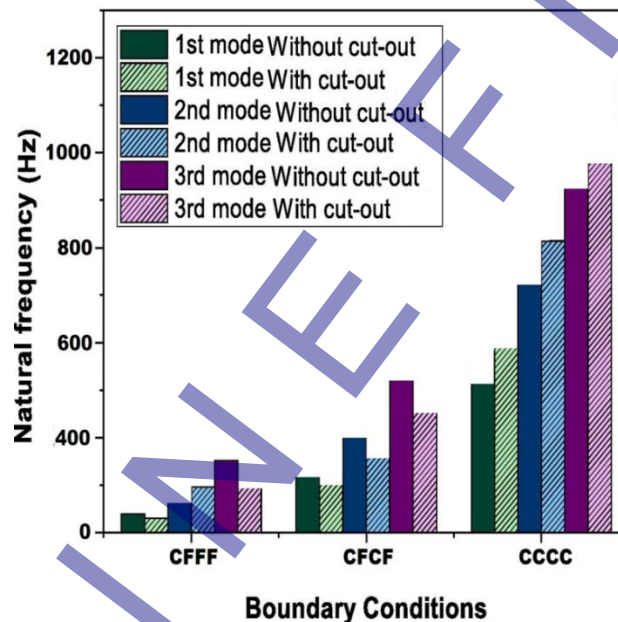 1200
1000
800
600
400
0
Natural frequency (Hz)
1st mode Without cut-out
1st mode With cut-out
2nd mode Without cut-out
2nd mode With cut-out
3rd mode Without cut-out
3rd mode With cut-out
CFFF CFCF CCCC
Boundary Conditions
I N E F I